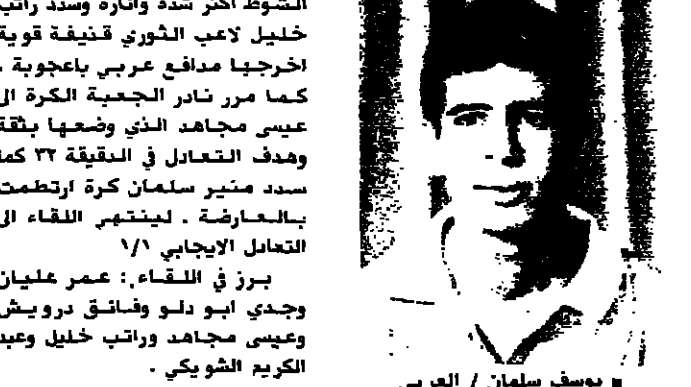 الشوط اكثر شدة واثارة وسدد راتب
خليل لاعب الثوري قذيفة قوية
اخرجها مدافع عربي باعجوبة .
كما مرر نادر الجعبة الكرة الى
عيسى مجاهد الذي وضعها بثقة
وهدف التعادل في الدقيقة ٣٢ كما
سدد منير سلمان كرة ارتطمت
بالعارضة . لينتهي اللقاء الى
التعادل الايجابي ١/١
برز في اللقاء : عمر عليان
وجدي ابو دلو وفائق درويش
وعيسى مجاهد وراتب خليل وعبد
الكريم الشويكي .
■ يوسف سلمان / العربي